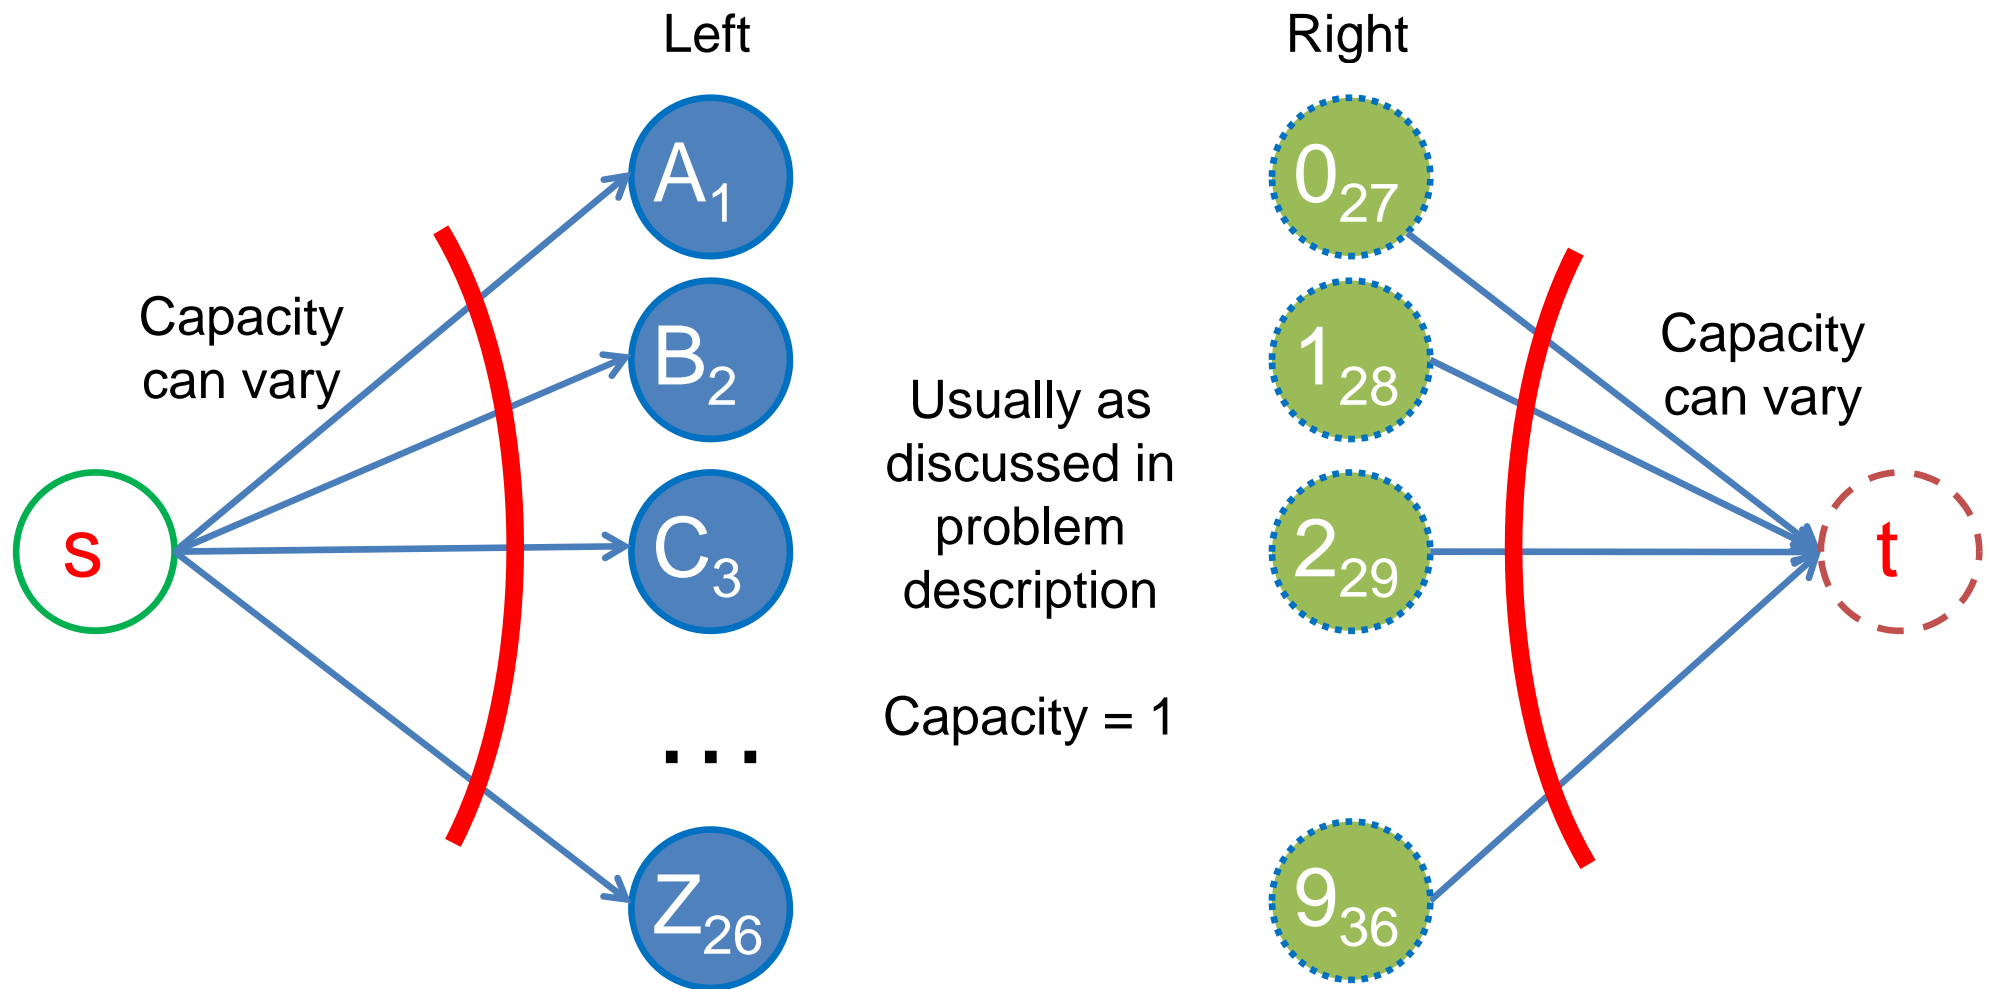 Left
Right
A1
027
Capacity
can vary
B2
128
Capacity
can vary
Usually as
discussed in
problem
description
s
C3
229
t
Capacity = 1
...
Z26
936